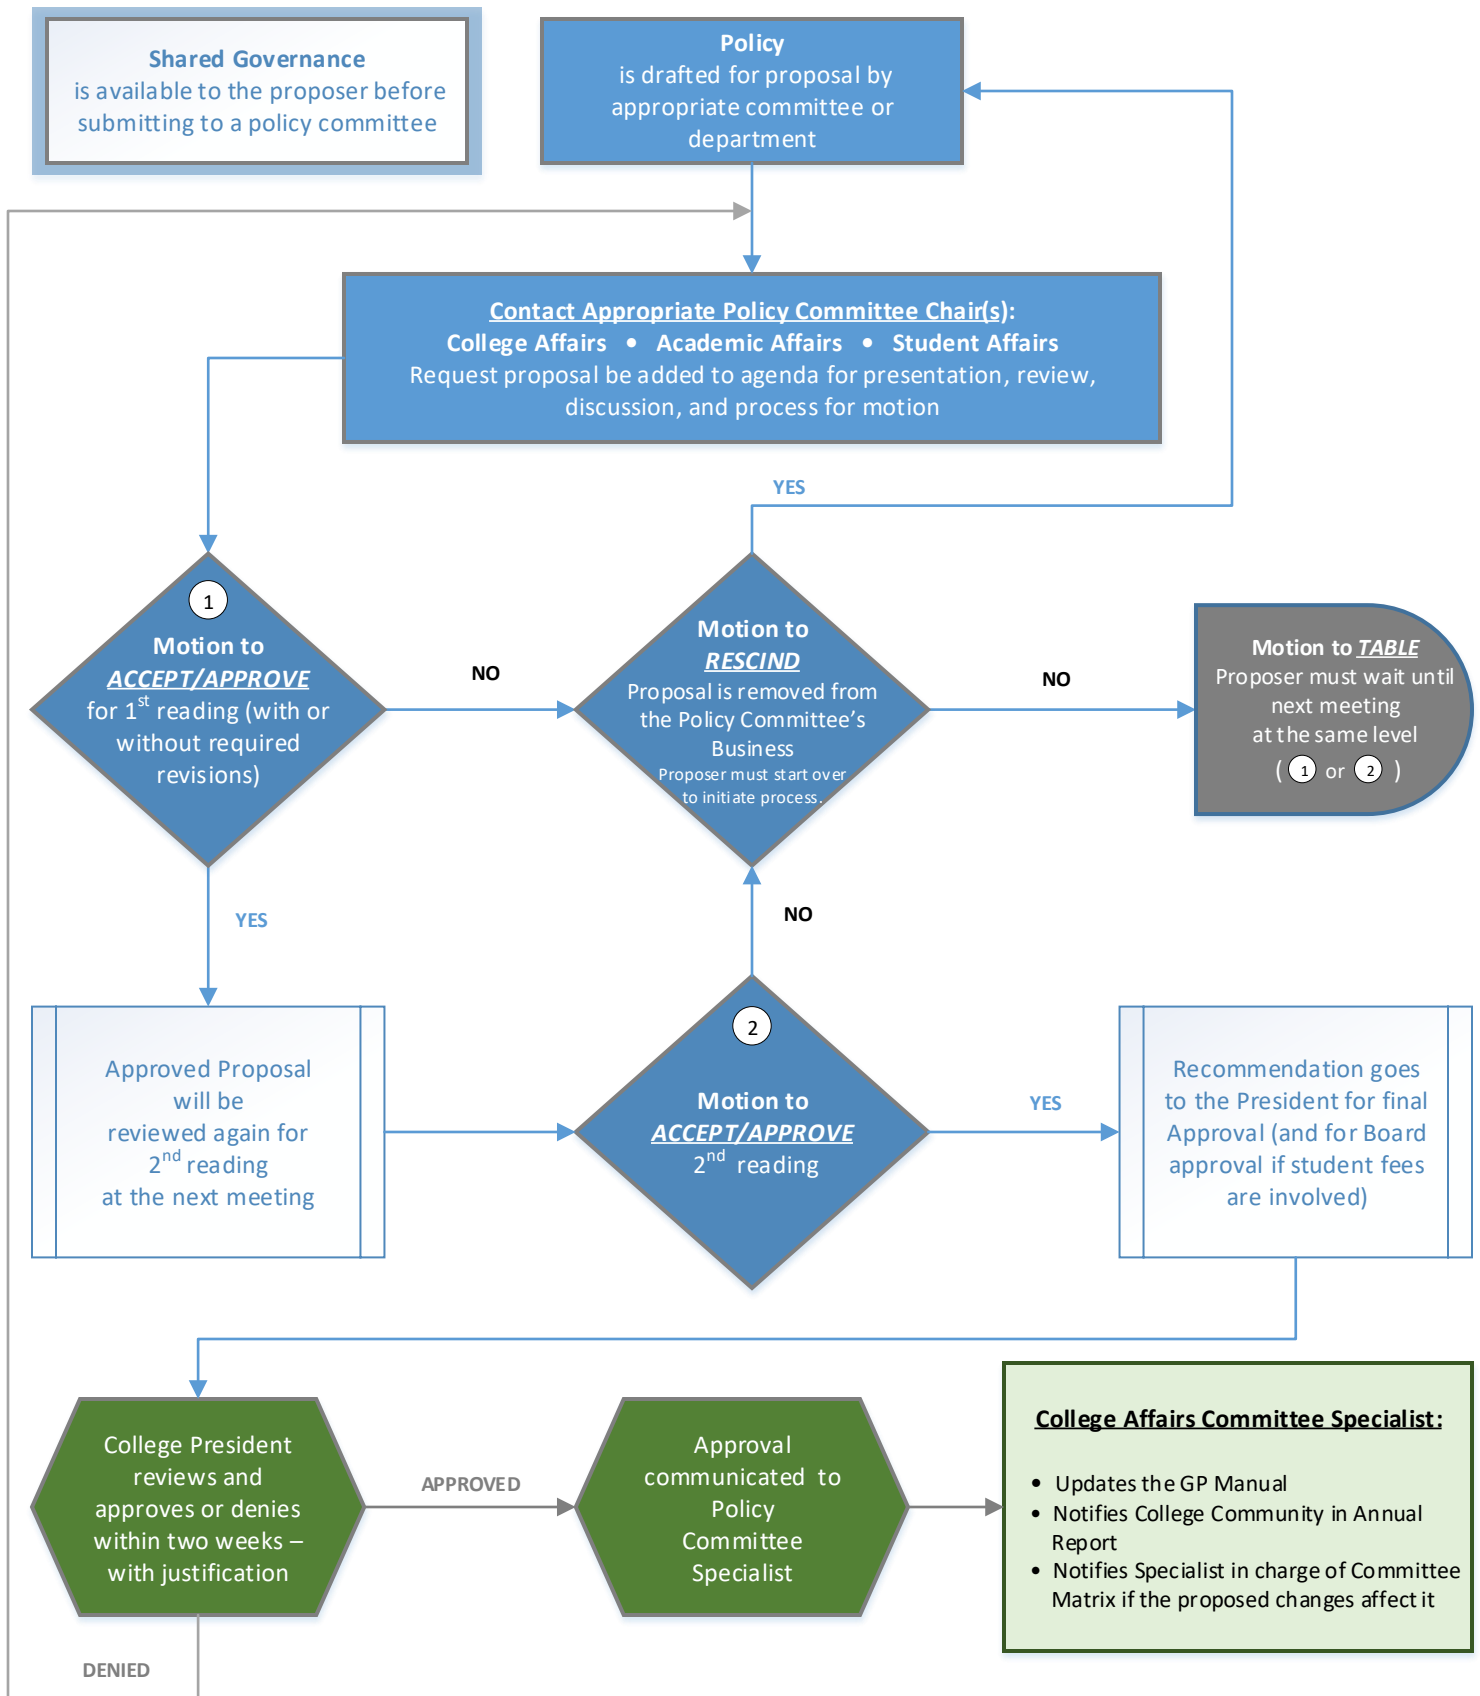 Shared Governance
is available to the proposer before
submitting to a policy committee
Policy
is drafted for proposal by
appropriate committee or
department
Contact Appropriate Policy Committee Chair(s):
College Affairs • Academic Affairs • Student Affairs
Request proposal be added to agenda for presentation, review,
discussion, and process for motion
YES
1
Motion to
ACCEPT/APPROVE
for 1st reading (with or
without required
revisions)
NO
Motion to
RESCIND
Proposal is removed from
the Policy Committee's
Business
Proposer must start over
to initiate process.
NO
Motion to TABLE
Proposer must wait until
next meeting
at the same level
( 1 or 2 )
YES
NO
Approved Proposal
will be
reviewed again for
2nd reading
at the next meeting
2
Motion to
ACCEPT/APPROVE
2nd reading
YES
Recommendation goes
to the President for final
Approval (and for Board
approval if student fees
are involved)
College President
reviews and
approves or denies
within two weeks –
with justification
APPROVED
Approval
communicated to
Policy
Committee
Specialist
College Affairs Committee Specialist:
• Updates the GP Manual
• Notifies College Community in Annual
Report
• Notifies Specialist in charge of Committee
Matrix if the proposed changes affect it
DENIED